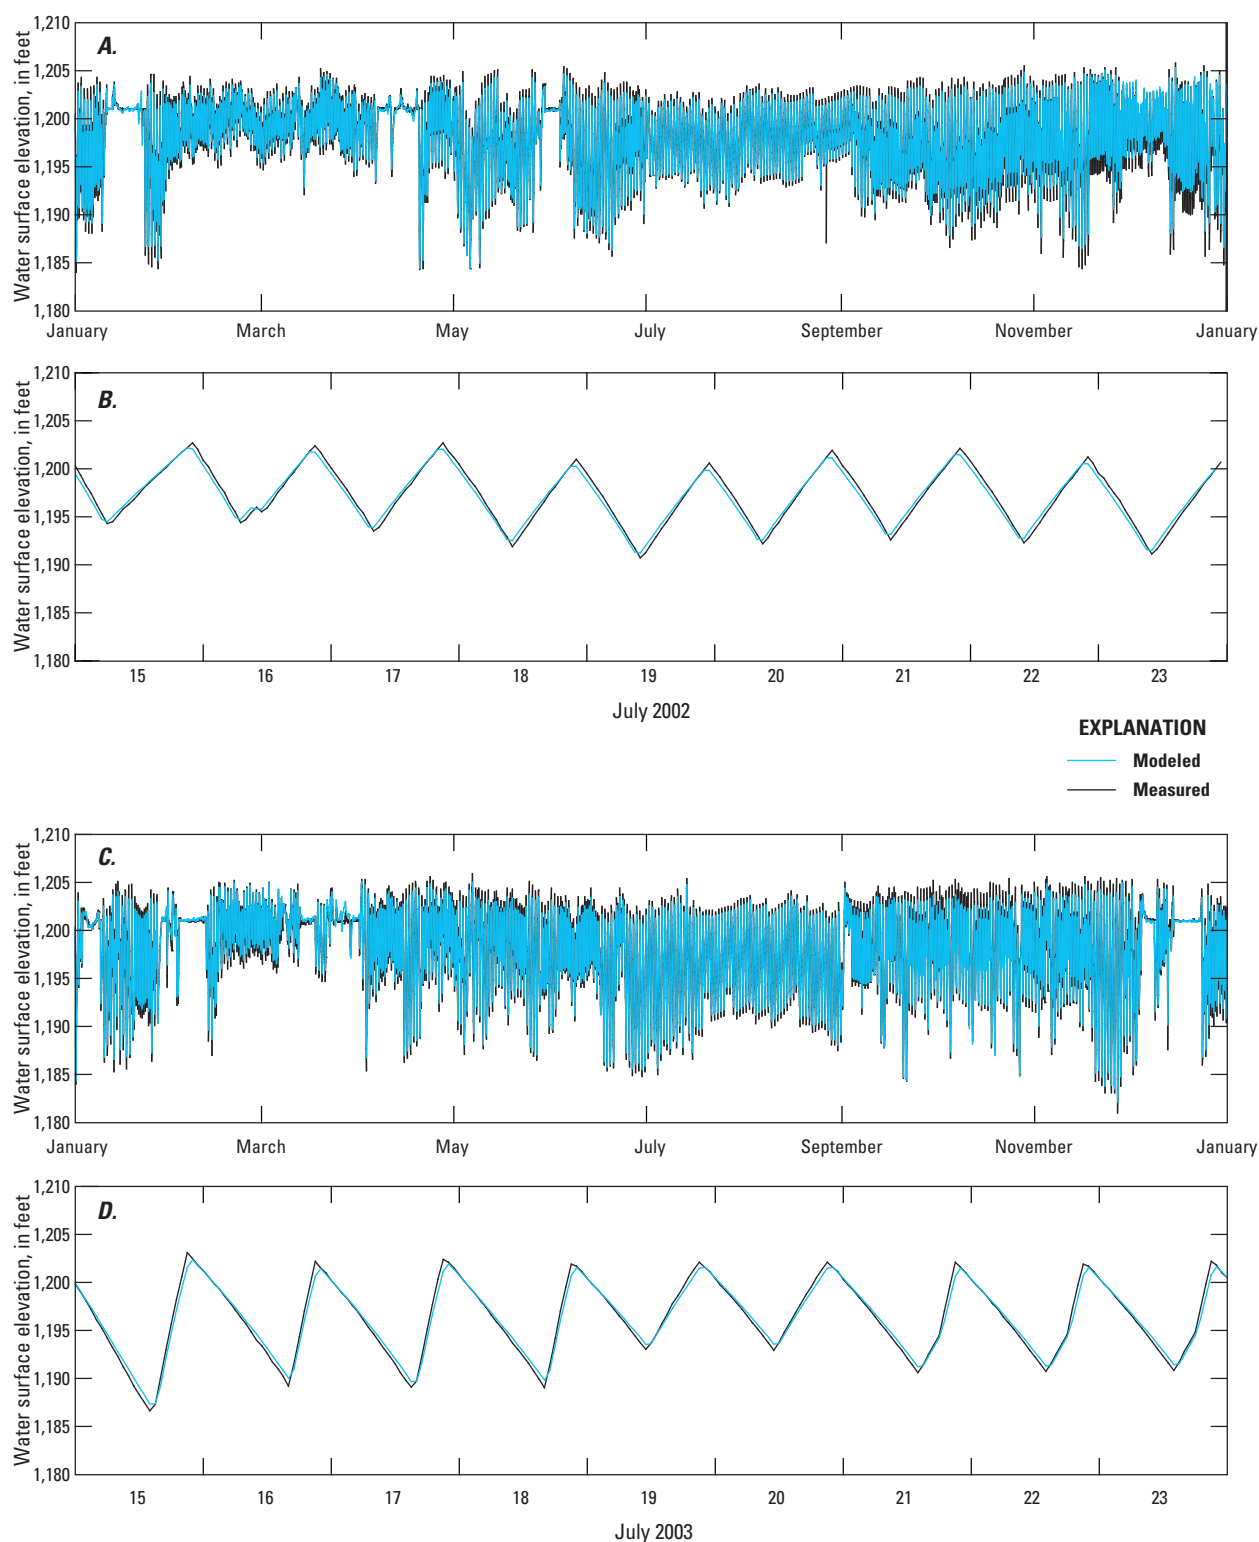 Water surface elevation, in feet
1,210
1,205
1,200
1,195
1,190
1,185
1,180
A.
January March May July September November January
Water surface elevation, in feet
1,210
1,205
1,200
1,195
1,190
1,185
1,180
B.
15 16 17 18 19 20 21 22 23
July 2002
EXPLANATION
Modeled
Measured
Water surface elevation, in feet
1,210
1,205
1,200
1,195
1,190
1,185
1,180
C.
January March May July September November January
Water surface elevation, in feet
1,210
1,205
1,200
1,195
1,190
1,185
1,180
D.
15 16 17 18 19 20 21 22 23
July 2003